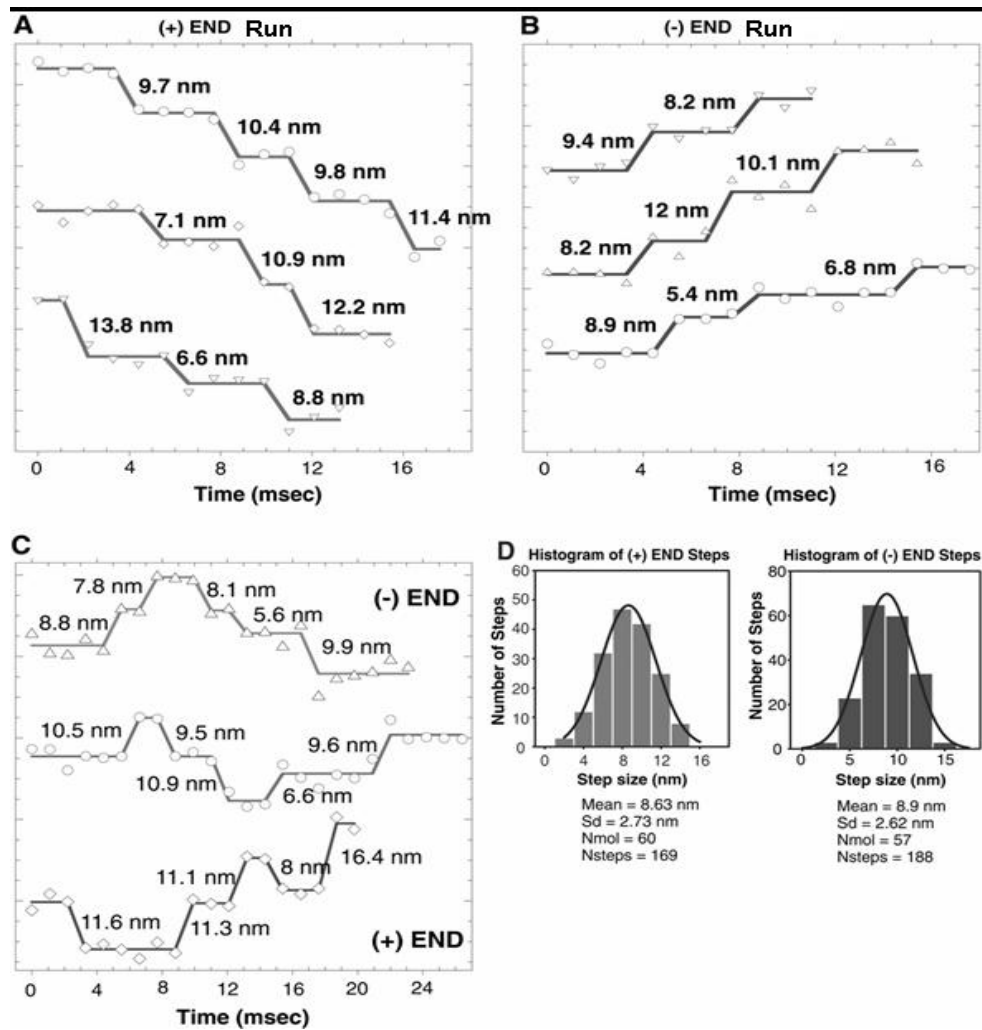 A
(+) END Run
9.7 nm
10.4 nm
9.8 nm
11.4 nm
7.1 nm
10.9 nm
12.2 nm
13.8 nm
6.6 nm
8.8 nm
0 4 8 12 16
Time (msec)
B
(-) END Run
8.2 nm
9.4 nm
10.1 nm
12 nm
8.2 nm
6.8 nm
5.4 nm
8.9 nm
0 4 8 12 16
Time (msec)
C
7.8 nm
8.1 nm
(-) END
8.8 nm
5.6 nm
9.9 nm
10.5 nm
9.5 nm
9.6 nm
10.9 nm
6.6 nm
11.1 nm
8 nm
16.4 nm
11.6 nm
11.3 nm
(+) END
0 4 8 12 16 20 24
Time (msec)
D
Histogram of (+) END Steps
60
50
40
30
20
10
0
Number of Steps
0 4 8 12 16
Step size (nm)
Mean = 8.63 nm
Sd = 2.73 nm
Nmol = 60
Nsteps = 169
Histogram of (-) END Steps
80
60
40
20
0
Number of Steps
0 5 10 15
Step size (nm)
Mean = 8.9 nm
Sd = 2.62 nm
Nmol = 57
Nsteps = 188